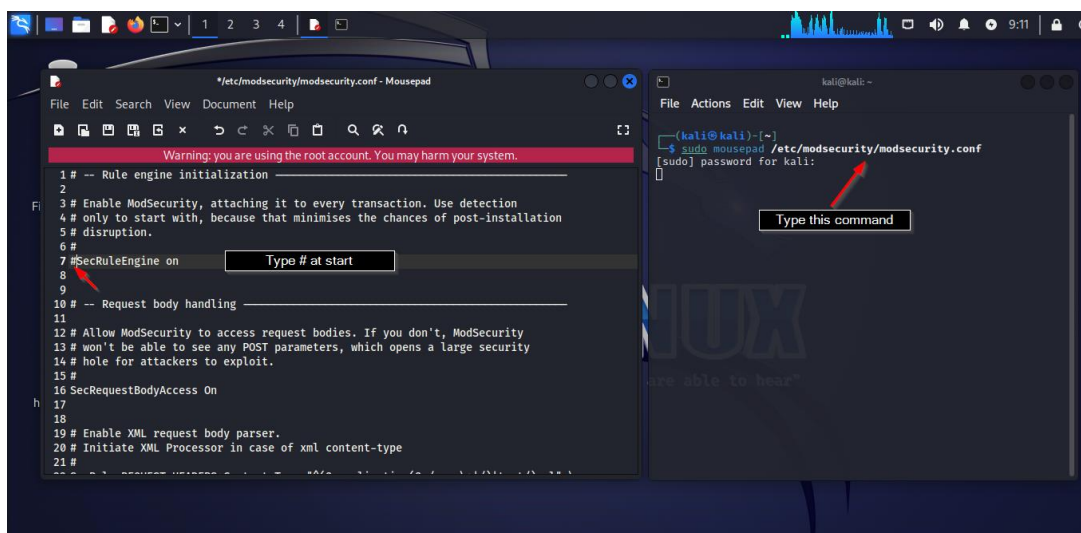 1 2 3 4
9:11
*/etc/modsecurity/modsecurity.conf - Mousepad
File Edit Search View Document Help
Warning: you are using the root account. You may harm your system.
1 # -- Rule engine initialization
2
3 # Enable ModSecurity, attaching it to every transaction. Use detection
4 # only to start with, because that minimises the chances of post-installation
5 # disruption.
6 #
7 #SecRuleEngine on
Type # at start
8
9
10 # -- Request body handling
11
12 # Allow ModSecurity to access request bodies. If you don't, ModSecurity
13 # won't be able to see any POST parameters, which opens a large security
14 # hole for attackers to exploit.
15 #
16 SecRequestBodyAccess On
17
18
19 # Enable XML request body parser.
20 # Initiate XML Processor in case of xml content-type
21 #
kali@kali: ~
File Actions Edit View Help
(kali㉿kali)-[~]
$ sudo mousepad /etc/modsecurity/modsecurity.conf
[sudo] password for kali:
Type this command
UX
are able to hear"
Fi
h